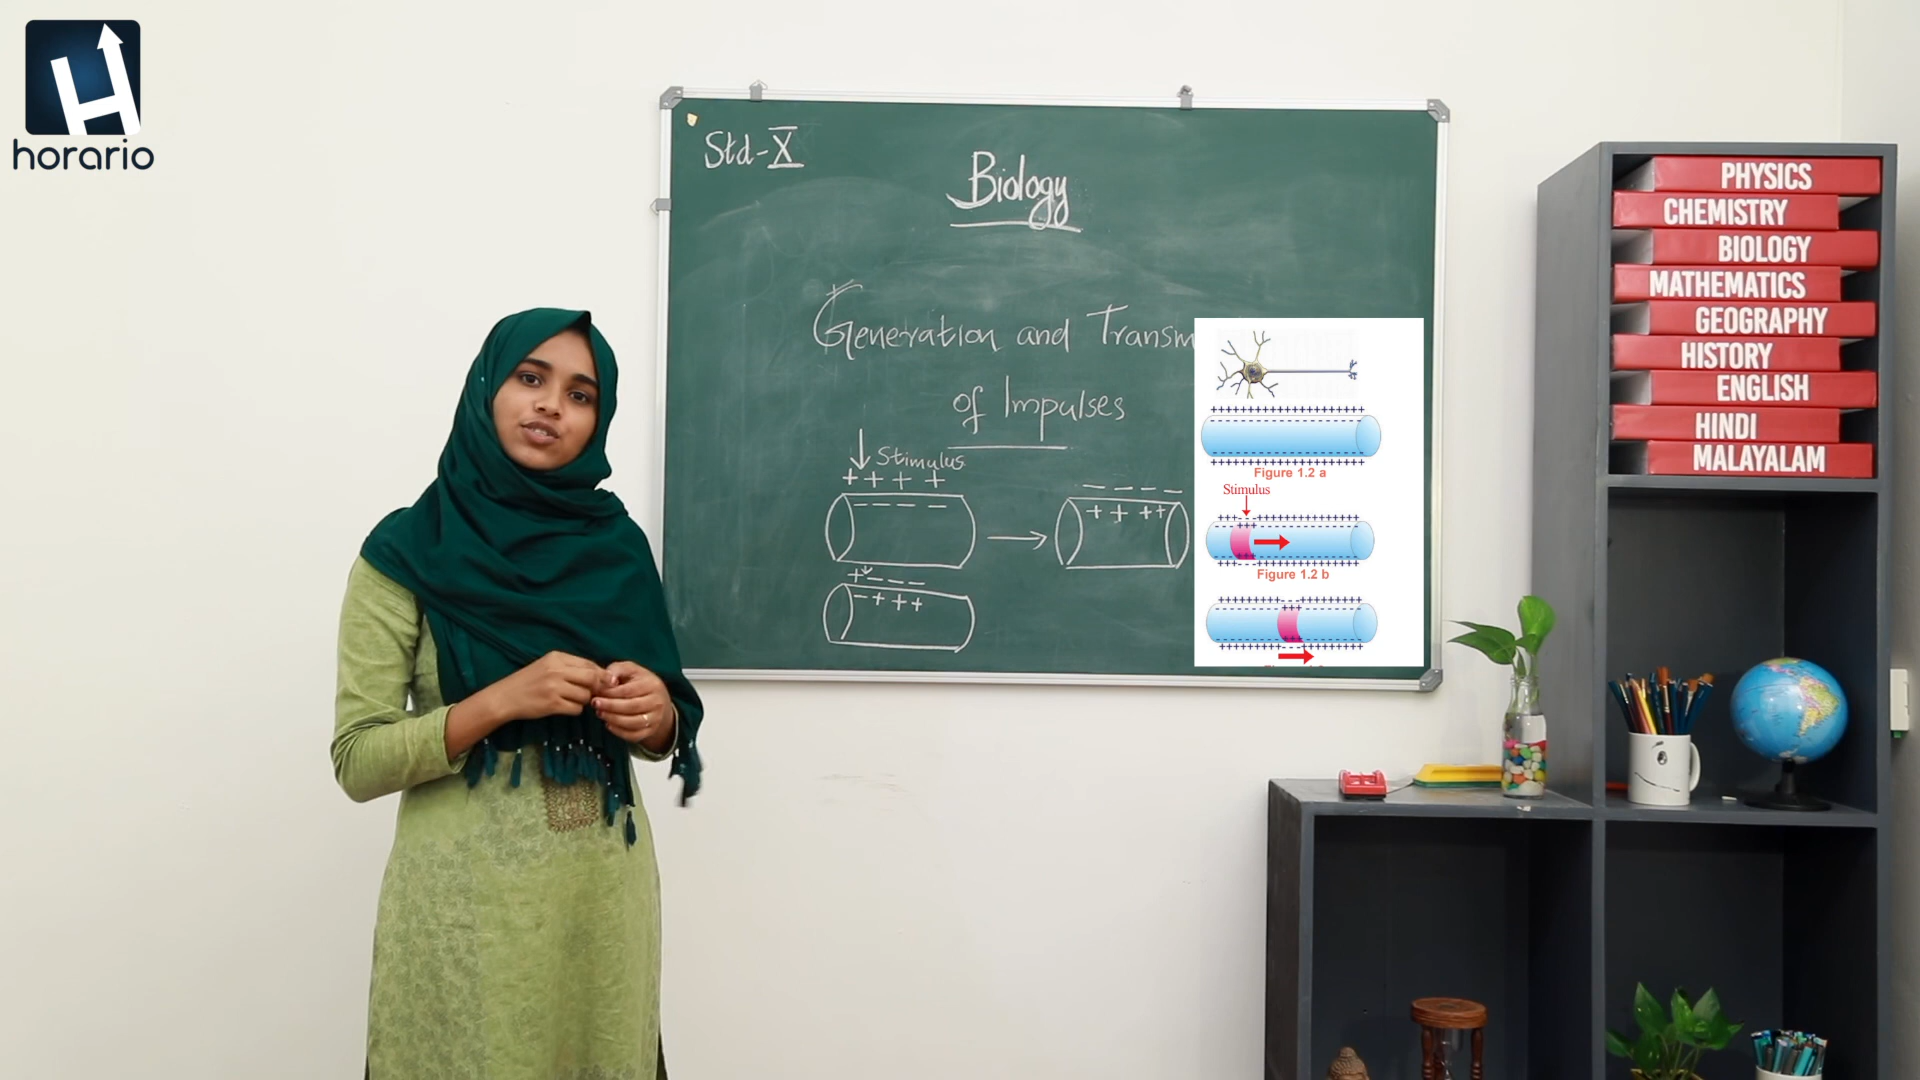 horario
Std-X
Biology
Generation and Transm
of Impulses
Stimulus
+ + + +
- - - -
- - - -
+ + + +
+ - - -
- + + +
Figure 1.2 a
Stimulus
Figure 1.2 b
PHYSICS
CHEMISTRY
BIOLOGY
MATHEMATICS
GEOGRAPHY
HISTORY
ENGLISH
HINDI
MALAYALAM